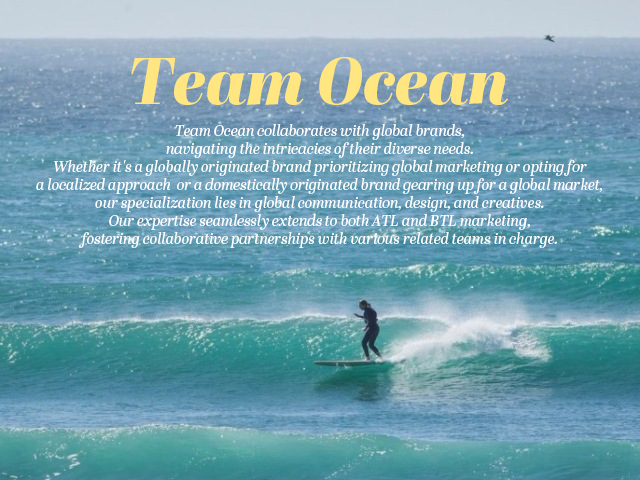 Team Ocean
Team Ocean collaborates with global brands,
navigating the intricacies of their diverse needs.
Whether it's a globally originated brand prioritizing global marketing or opting for
a localized approach or a domestically originated brand gearing up for a global market,
our specialization lies in global communication, design, and creatives.
Our expertise seamlessly extends to both ATL and BTL marketing,
fostering collaborative partnerships with various related teams in charge.